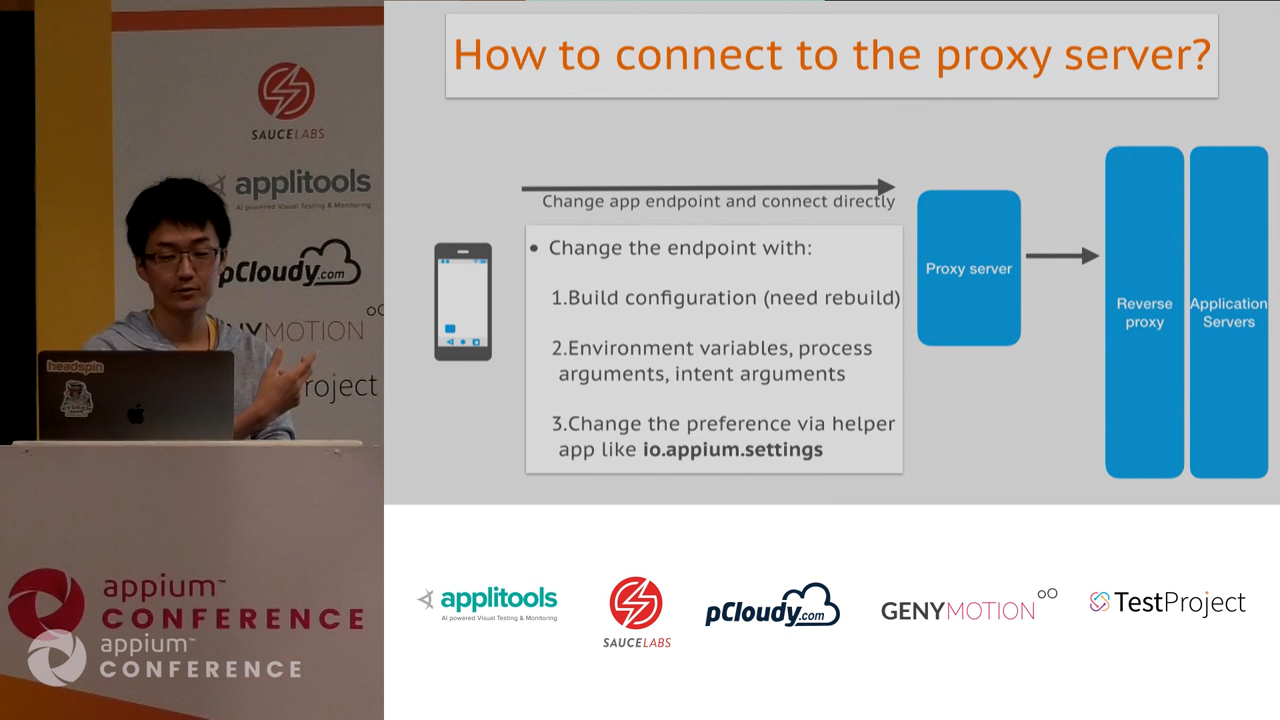 How to connect to the proxy server?
Change app endpoint and connect directly
• Change the endpoint with:
1.Build configuration (need rebuild)
2.Environment variables, process
arguments, intent arguments
3.Change the preference via helper
app like io.appium.settings
Proxy server
Reverse
proxy
Application
Servers
SAUCELABS
applitools
AI powered Visual Testing & Monitoring
pCloudy.com
NYMOTION
roject
headspin
appium™
CONFERENCE
appium™
CONFERENCE
applitools
AI powered Visual Testing & Monitoring
SAUCELABS
pCloudy.com
GENYMOTION
TestProject